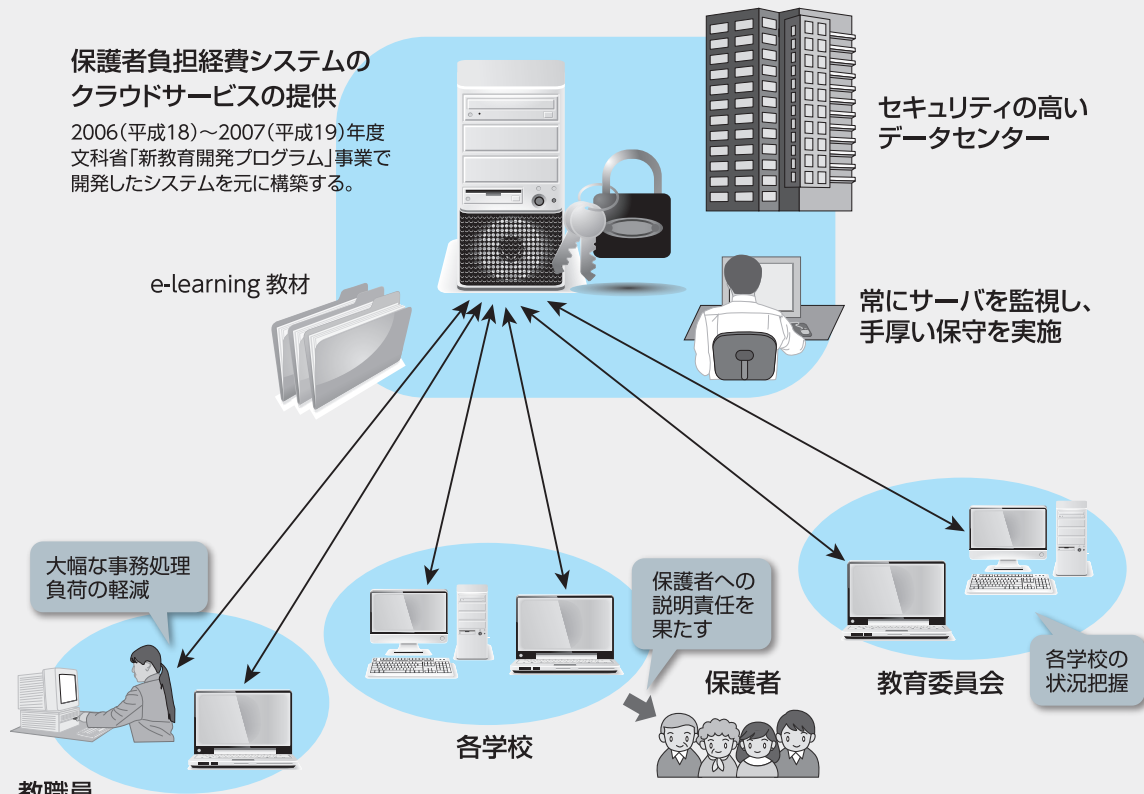 保護者負担経費システムの
クラウドサービスの提供
2006(平成18)～2007(平成19)年度
文科省「新教育開発プログラム」事業で
開発したシステムを元に構築する。
セキュリティの高い
データセンター
e-learning 教材
常にサーバを監視し、
手厚い保守を実施
大幅な事務処理
負荷の軽減
保護者への
説明責任を
果たす
各学校の
状況把握
保護者
教育委員会
各学校
教職員